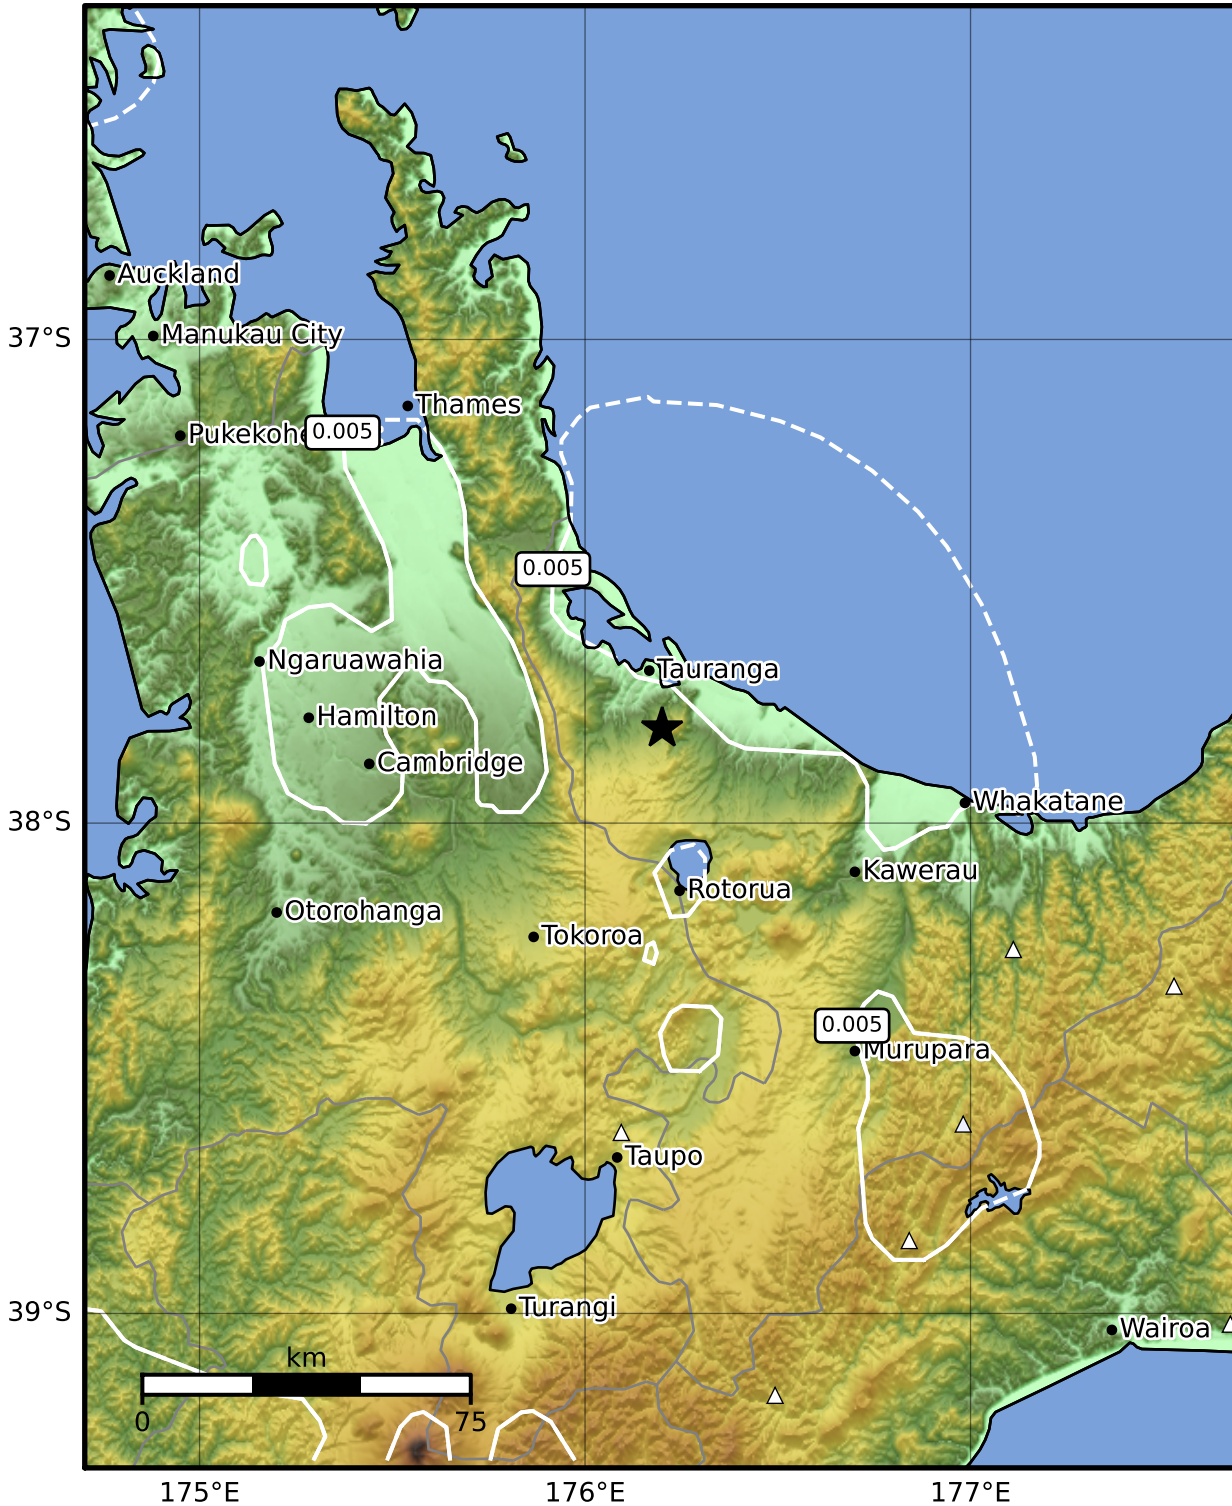 Auckland
Manukau City
37°S
Thames
Pukekohe
0.005
0.005
Ngaruawahia
Tauranga
Hamilton
Cambridge
Whakatane
38°S
Kawerau
Rotorua
Otorohanga
Tokoroa
0.005
Murupara
Taupo
Turangi
39°S
Wairoa
km
0
75
175°E
176°E
177°E